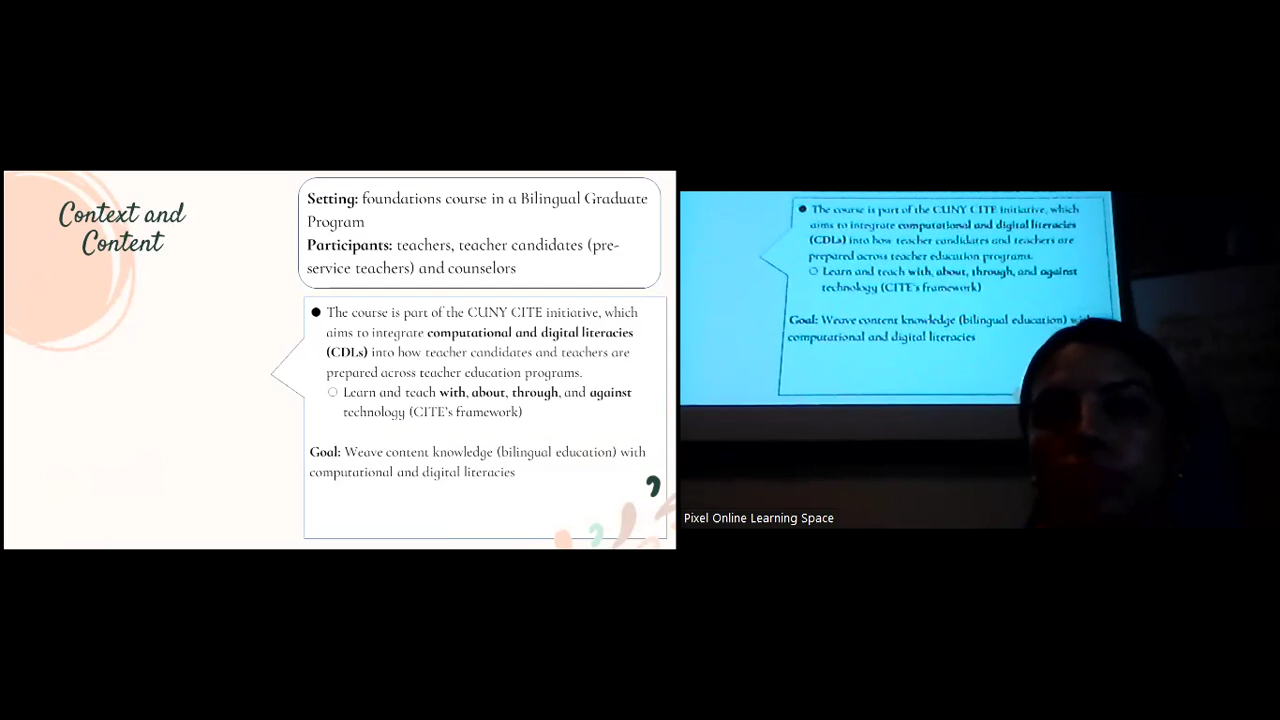 Context and
Content
Setting: foundations course in a Bilingual Graduate
Program
Participants: teachers, teacher candidates (pre-
service teachers) and counselors
● The course is part of the CUNY CITE initiative, which
aims to integrate computational and digital literacies
(CDLs) into how teacher candidates and teachers are
prepared across teacher education programs.
○ Learn and teach with, about, through, and against
technology (CITE's framework)
Goal: Weave content knowledge (bilingual education) with
computational and digital literacies
● The course is part of the CUNY CITE initiative, which
aims to integrate computational and digital literacies
(CDLs) into how teacher candidates and teachers are
prepared across teacher education programs.
○ Learn and teach with, about, through, and against
technology (CITE's framework)
Goal: Weave content knowledge (bilingual education) with
computational and digital literacies
Pixel Online Learning Space